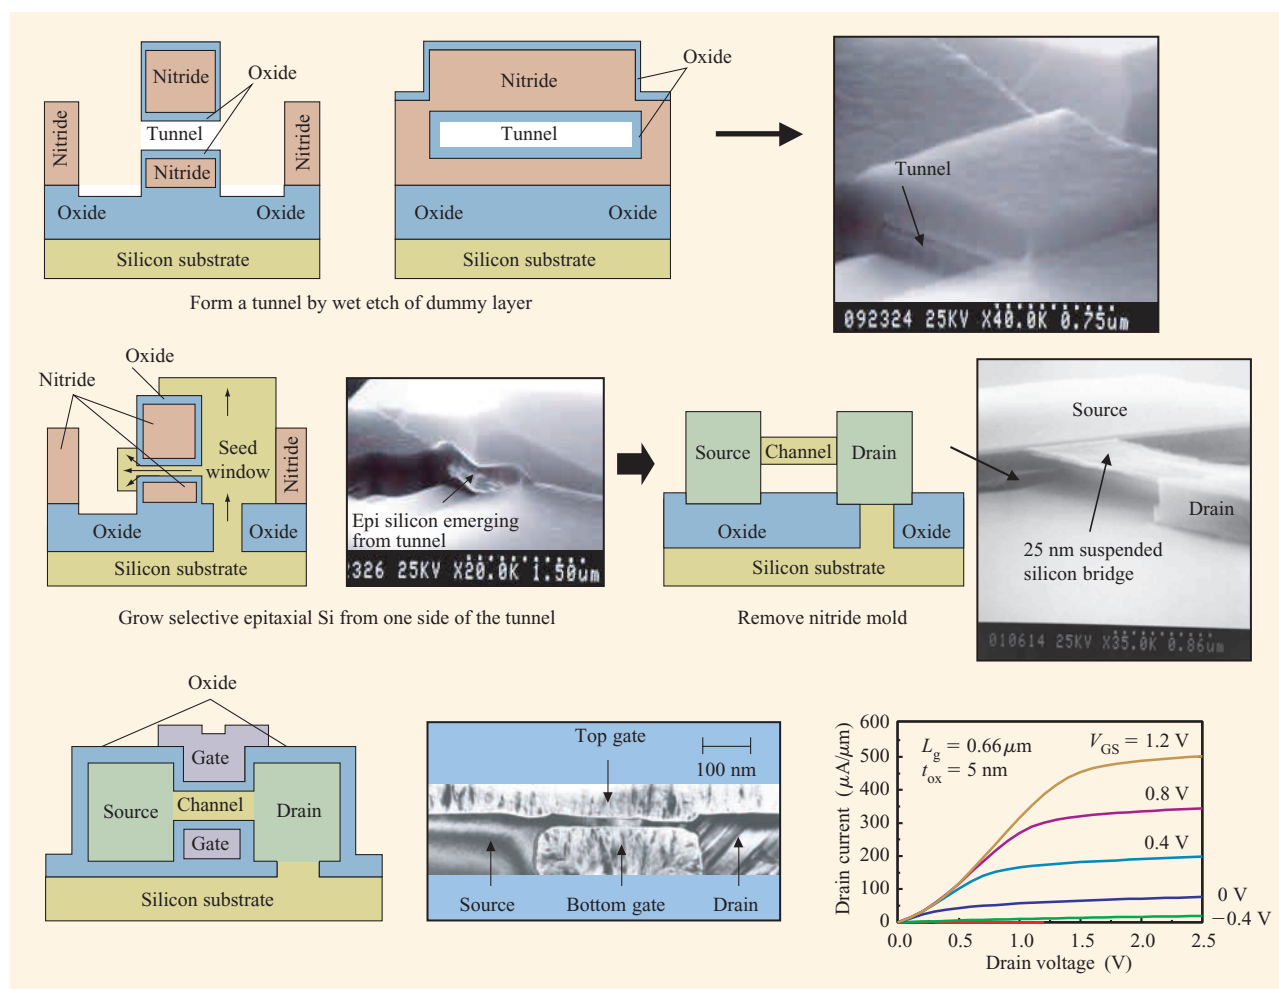 Nitride
Oxide
Tunnel
Nitride
Nitride
Nitride
Oxide
Oxide
Silicon substrate
Oxide
Nitride
Tunnel
Oxide
Oxide
Silicon substrate
Form a tunnel by wet etch of dummy layer
Tunnel
092324 25KV X40.0K 0.75um
Oxide
Nitride
Seed
window
Nitride
Oxide
Oxide
Silicon substrate
Epi silicon emerging
from tunnel
2326 25KV X20.0K 1.50um
Grow selective epitaxial Si from one side of the tunnel
Source
Channel
Drain
Oxide
Oxide
Silicon substrate
Remove nitride mold
Source
Drain
25 nm suspended
silicon bridge
010614 25KV X35.0K 0.86um
Oxide
Gate
Source
Channel
Drain
Gate
Silicon substrate
Top gate
100 nm
Source
Bottom gate
Drain
Drain current (μA/μm)
600
500
400
300
200
100
0
Lg = 0.66 μm
tox = 5 nm
VGS = 1.2 V
0.8 V
0.4 V
0 V
−0.4 V
0.0 0.5 1.0 1.5 2.0 2.5
Drain voltage (V)